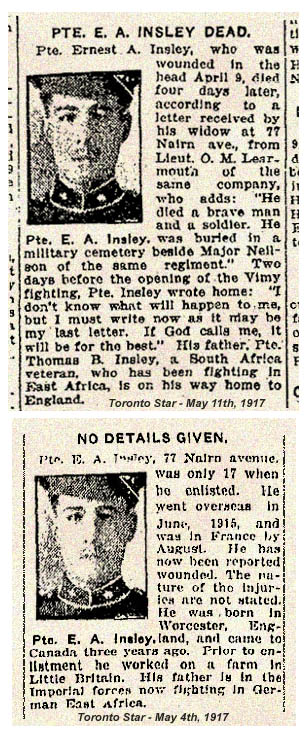 PTE. E. A. INSLEY DEAD.
Pte. Ernest A. Insley, who was
wounded in the
head April 9, died
four days later,
according to a
letter received by
his widow at 77
Nairn ave., from
Lieut. O. M. Lear-
mouth of the
same company,
who adds: "He
died a brave man
and a soldier. He
Pte. E. A. Insley. was buried in a
military cemetery beside Major Neil-
son of the same regiment." Two
days before the opening of the Vimy
fighting, Pte. Insley wrote home: "I
don't know what will happen to me,
but I must write now as it may be
my last letter. If God calls me, it
will be for the best." His father, Pte.
Thomas B. Insley, a South Africa
veteran, who has been fighting in
East Africa, is on his way home to
England.
Toronto Star - May 11th, 1917
NO DETAILS GIVEN.
Pte. E. A. Insley, 77 Nairn avenue,
was only 17 when
he enlisted. He
went overseas in
June, 1915, and
was in France by
August. He has
now been reported
wounded. The na-
ture of the injur-
ies are not stated.
He was born in
Worcester, Eng-
Pte. E. A. Insley. land, and came to
Canada three years ago. Prior to en-
listment he worked on a farm in
Little Britain. His father is in the
Imperial forces now fighting in Ger-
man East Africa.
Toronto Star - May 4th, 1917